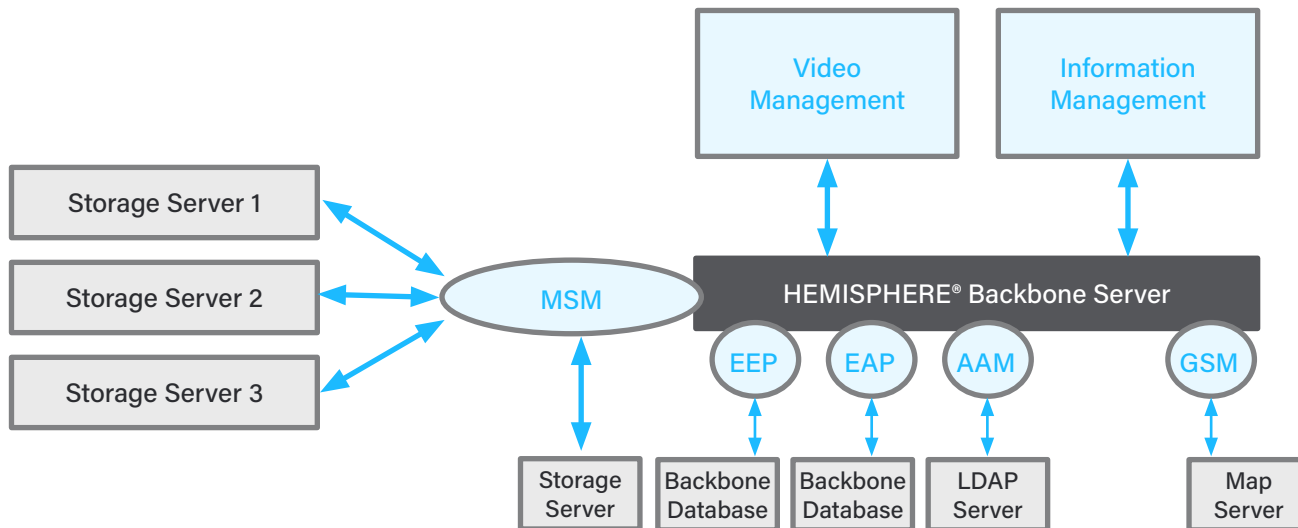 Video
Management
Information
Management
Storage Server 1
Storage Server 2
Storage Server 3
MSM
HEMISPHERE® Backbone Server
EEP
EAP
AAM
GSM
Storage
Server
Backbone
Database
Backbone
Database
LDAP
Server
Map
Server